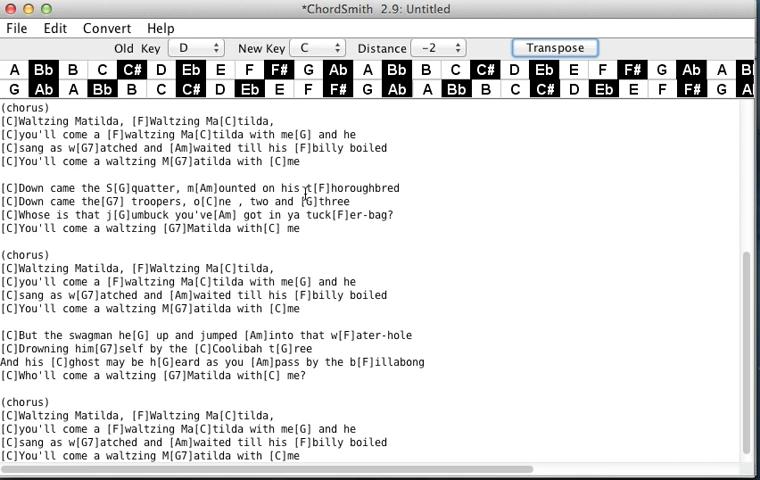 *ChordSmith 2.9: Untitled
File Edit Convert Help
Old Key D New Key C Distance -2 Transpose
A Bb B C C# D Eb E F F# G Ab A Bb B C C# D Eb E F F# G Ab A B
G Ab A Bb B C C# D Eb E F F# G Ab A Bb B C C# D Eb E F F# G A
(chorus)
[C]Waltzing Matilda, [F]Waltzing Ma[C]tilda,
[C]you'll come a [F]waltzing Ma[C]tilda with me[G] and he
[C]sang as w[G7]atched and [Am]waited till his [F]billy boiled
[C]You'll come a waltzing M[G7]atilda with [C]me
[C]Down came the S[G]quatter, m[Am]ounted on his t[F]horoughbred
[C]Down came the[G7] troopers, o[C]ne , two and [G]three
[C]Whose is that j[G]umbuck you've[Am] got in ya tuck[F]er-bag?
[C]You'll come a waltzing [G7]Matilda with[C] me
(chorus)
[C]Waltzing Matilda, [F]Waltzing Ma[C]tilda,
[C]you'll come a [F]waltzing Ma[C]tilda with me[G] and he
[C]sang as w[G7]atched and [Am]waited till his [F]billy boiled
[C]You'll come a waltzing M[G7]atilda with [C]me
[C]But the swagman he[G] up and jumped [Am]into that w[F]ater-hole
[C]Drowning him[G7]self by the [C]Coolibah t[G]ree
And his [C]ghost may be h[G]eard as you [Am]pass by the b[F]illabong
[C]Who'll come a waltzing [G7]Matilda with[C] me?
(chorus)
[C]Waltzing Matilda, [F]Waltzing Ma[C]tilda,
[C]you'll come a [F]waltzing Ma[C]tilda with me[G] and he
[C]sang as w[G7]atched and [Am]waited till his [F]billy boiled
[C]You'll come a waltzing M[G7]atilda with [C]me